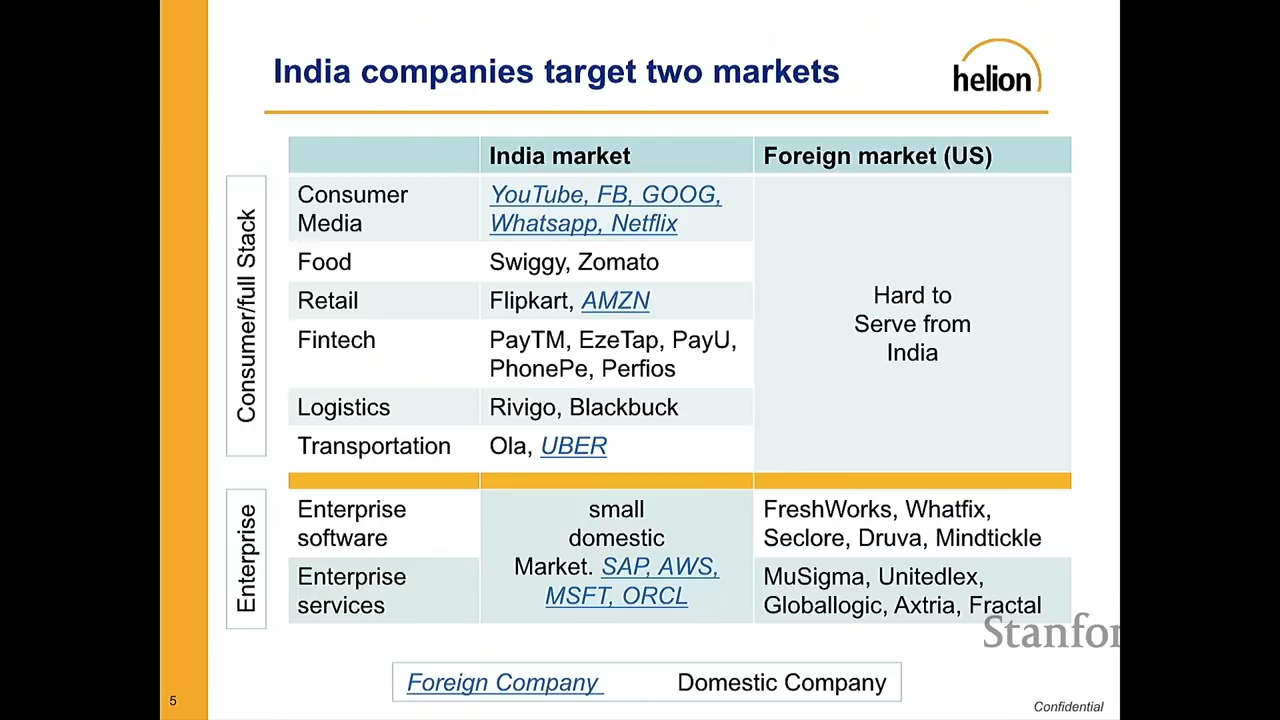 India companies target two markets
helion
India market
Foreign market (US)
Consumer/full Stack
Consumer
Media
YouTube, FB, GOOG,
Whatsapp, Netflix
Food
Swiggy, Zomato
Retail
Flipkart, AMZN
Fintech
PayTM, EzeTap, PayU,
PhonePe, Perfios
Logistics
Rivigo, Blackbuck
Transportation
Ola, UBER
Hard to
Serve from
India
Enterprise
Enterprise
software
small
domestic
Market. SAP, AWS,
MSFT, ORCL
FreshWorks, Whatfix,
Seclore, Druva, Mindtickle
Enterprise
services
MuSigma, Unitedlex,
Globallogic, Axtria, Fractal
Stanfor
Foreign Company
Domestic Company
5
Confidential